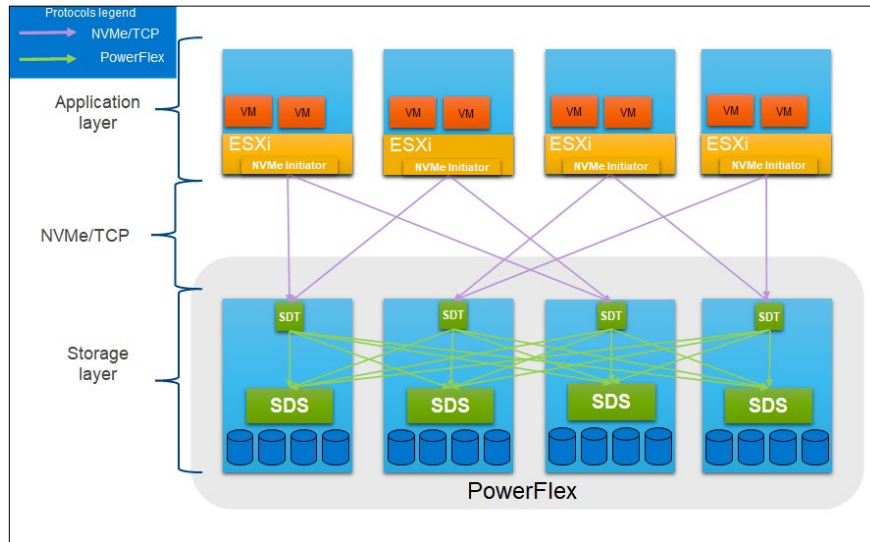 Protocols legend
NVMe/TCP
PowerFlex
Application
layer
VM VM VM VM VM VM VM VM
ESXi ESXi ESXi ESXi
NVMe Initiator NVMe Initiator NVMe Initiator NVMe Initiator
NVMe/TCP
SDT SDT SDT SDT
Storage
layer
SDS SDS SDS SDS
PowerFlex